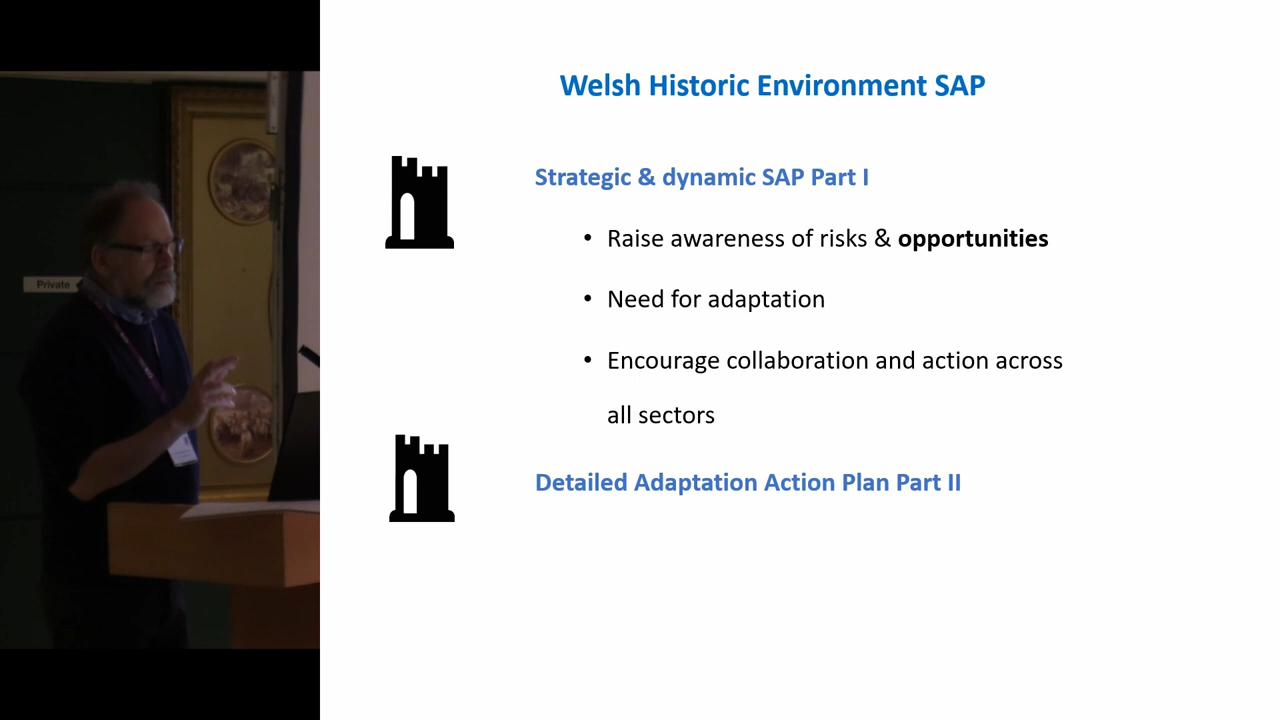 Welsh Historic Environment SAP
Strategic & dynamic SAP Part I
• Raise awareness of risks & opportunities
• Need for adaptation
• Encourage collaboration and action across
all sectors
Detailed Adaptation Action Plan Part II
Private